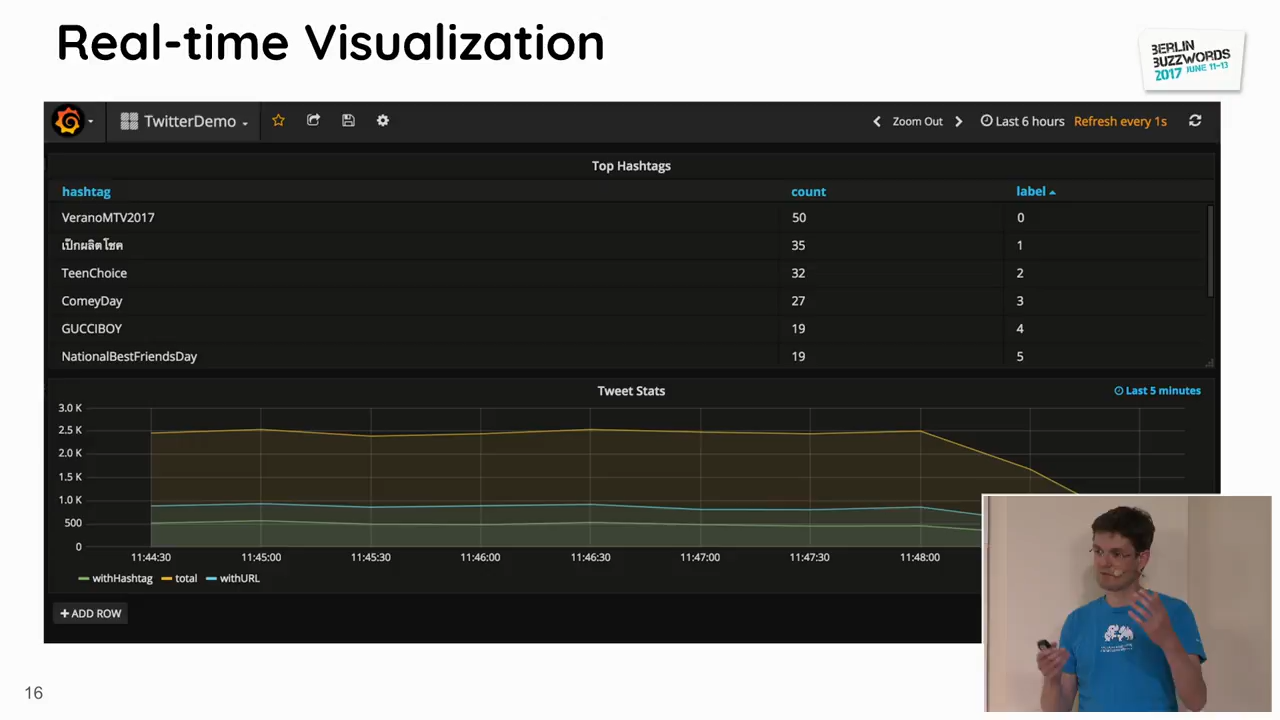 Real-time Visualization
BERLIN
BUZZWORDS
2017 JUNE 11-13
TwitterDemo
Zoom Out
Last 6 hours
Refresh every 1s
Top Hashtags
hashtag count label
VeranoMTV2017 50 0
เป๊กผลิตโชค 35 1
TeenChoice 32 2
ComeyDay 27 3
GUCCIBOY 19 4
NationalBestFriendsDay 19 5
Tweet Stats
Last 5 minutes
3.0 K
2.5 K
2.0 K
1.5 K
1.0 K
500
0
11:44:30 11:45:00 11:45:30 11:46:00 11:46:30 11:47:00 11:47:30 11:48:00
withHashtag total withURL
+ ADD ROW
16